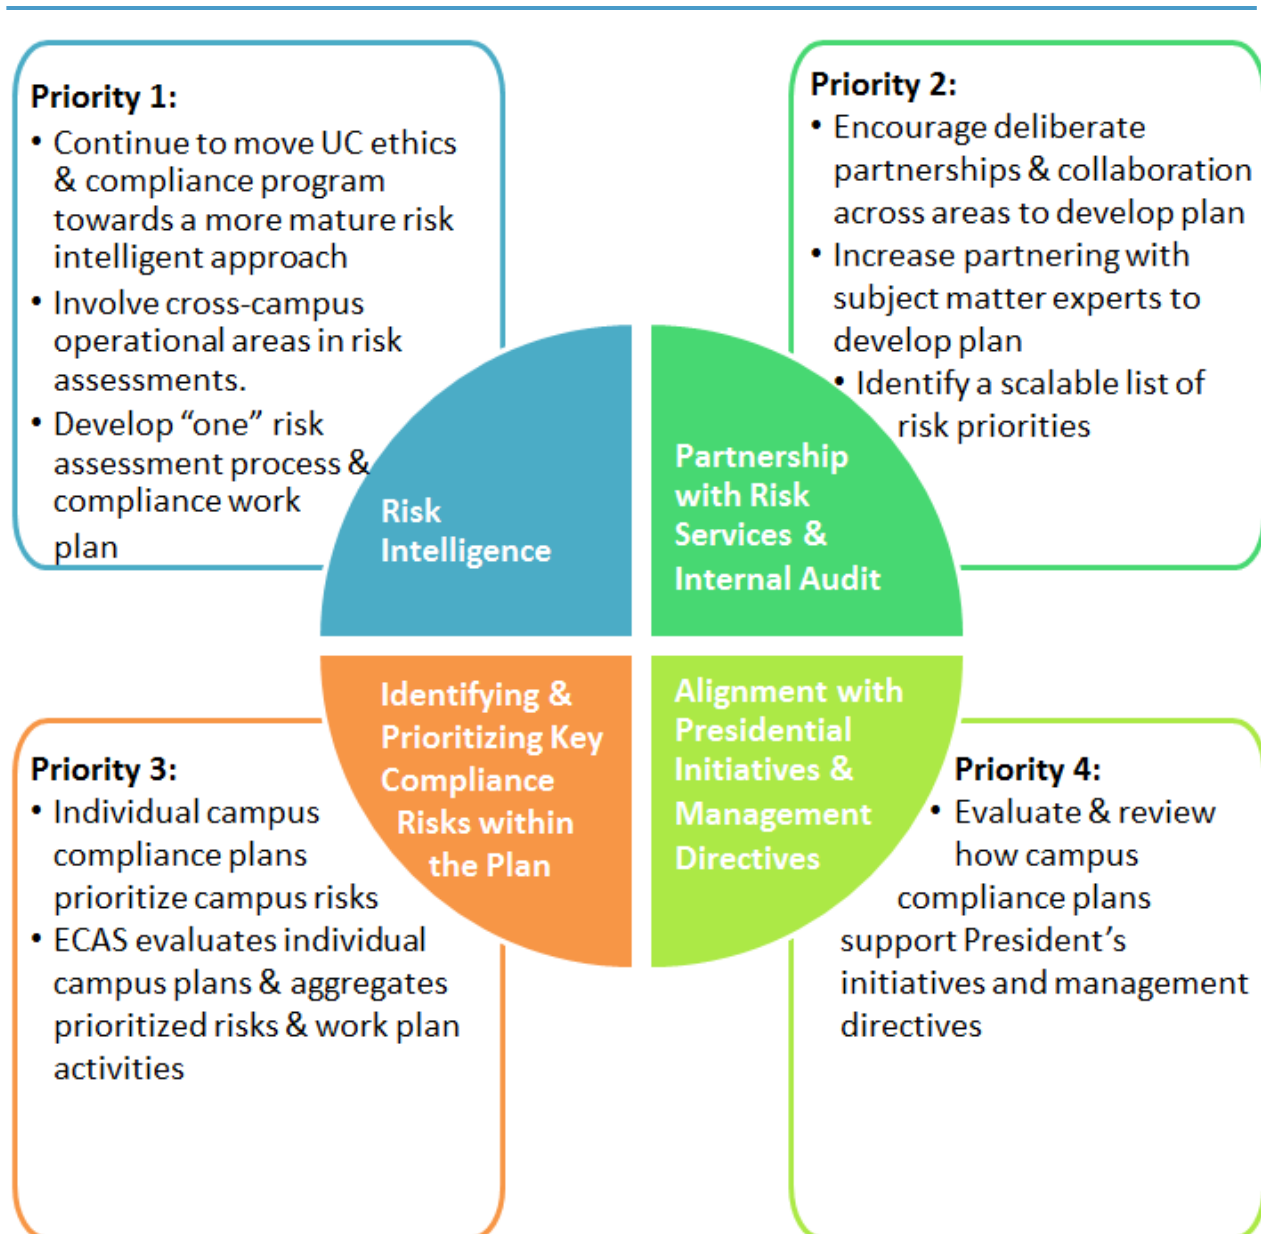 Priority 1:
• Continue to move UC ethics
& compliance program
towards a more mature risk
intelligent approach
• Involve cross-campus
operational areas in risk
assessments.
• Develop “one” risk
assessment process &
compliance work
plan
Priority 2:
• Encourage deliberate
partnerships & collaboration
across areas to develop plan
• Increase partnering with
subject matter experts to
develop plan
• Identify a scalable list of
risk priorities
Risk
Intelligence
Partnership
with Risk
Services &
Internal Audit
Identifying &
Prioritizing Key
Compliance
Risks within
the Plan
Alignment with
Presidential
Initiatives &
Management
Directives
Priority 3:
• Individual campus
compliance plans
prioritize campus risks
• ECAS evaluates individual
campus plans & aggregates
prioritized risks & work plan
activities
Priority 4:
• Evaluate & review
how campus
compliance plans
support President’s
initiatives and management
directives